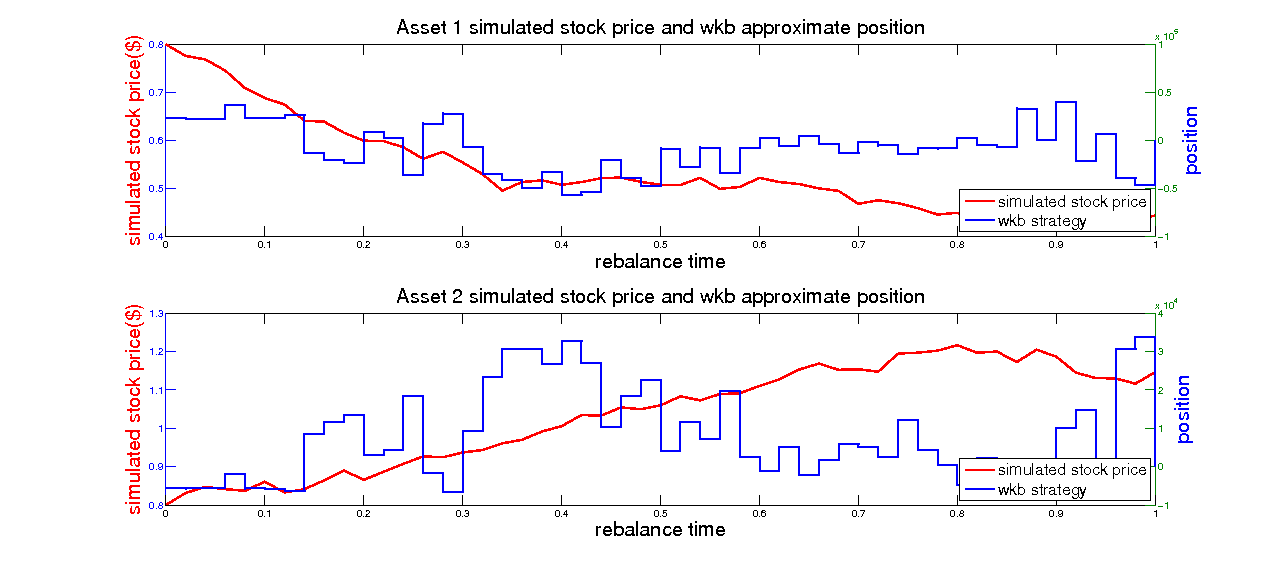 Asset 1 simulated stock price and wkb approximate position
x 10^5
simulated stock price($)
0.8
0.7
0.6
0.5
0.4
1
0.5
0
−0.5
−1
position
simulated stock price
wkb strategy
0 0.1 0.2 0.3 0.4 0.5 0.6 0.7 0.8 0.9 1
rebalance time
Asset 2 simulated stock price and wkb approximate position
x 10^4
simulated stock price($)
1.3
1.2
1.1
1
0.9
0.8
4
3
2
1
0
−1
position
simulated stock price
wkb strategy
0 0.1 0.2 0.3 0.4 0.5 0.6 0.7 0.8 0.9 1
rebalance time